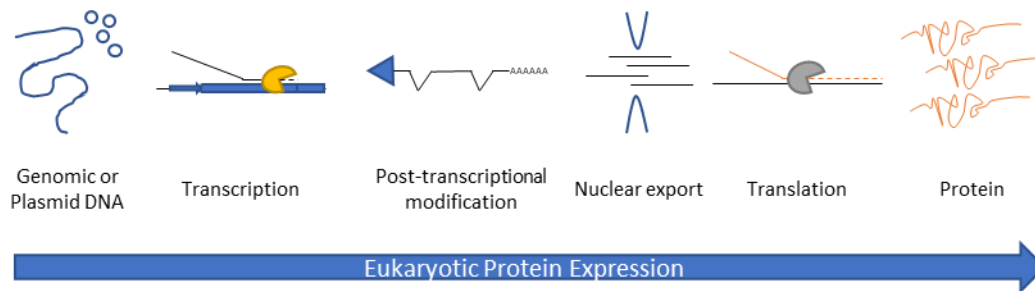 AAAAAA
Genomic or
Plasmid DNA
Transcription
Post-transcriptional
modification
Nuclear export
Translation
Protein
Eukaryotic Protein Expression